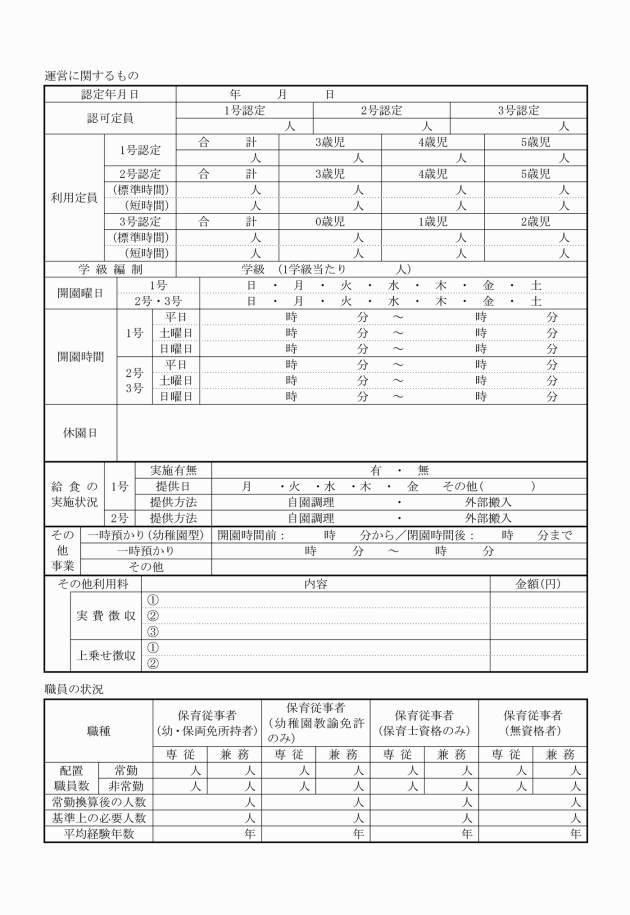 運営に関するもの
認定年月日 年 月 日
認可定員 1号認定 2号認定 3号認定
人 人 人
利用定員 1号認定 合計 3歳児 4歳児 5歳児
人 人 人 人
2号認定 合計 3歳児 4歳児 5歳児
(標準時間) 人 人 人 人
(短時間) 人 人 人 人
3号認定 合計 0歳児 1歳児 2歳児
(標準時間) 人 人 人 人
(短時間) 人 人 人 人
学級編制 学級 (1学級当たり 人)
開園曜日 1号 日・月・火・水・木・金・土
2号・3号 日・月・火・水・木・金・土
開園時間 1号 平日 時 分 ～ 時 分
土曜日 時 分 ～ 時 分
日曜日 時 分 ～ 時 分
2号 3号 平日 時 分 ～ 時 分
土曜日 時 分 ～ 時 分
日曜日 時 分 ～ 時 分
休園日
給食の実施状況 1号 実施有無 有 ・ 無
提供日 月 ・火 ・水 ・木 ・ 金 その他( )
提供方法 自園調理 ・ 外部搬入
2号 提供方法 自園調理 ・ 外部搬入
その他事業 一時預かり(幼稚園型) 開園時間前： 時 分から／閉園時間後： 時 分まで
一時預かり 時 分 ～ 時 分
その他
その他利用料 内容 金額(円)
実費徴収 ①
②
③
上乗せ徴収 ①
②
職員の状況
職種 保育従事者(幼・保両免所持者) 保育従事者(幼稚園教諭免許のみ) 保育従事者(保育士資格のみ) 保育従事者(無資格者)
専従 兼務 専従 兼務 専従 兼務 専従 兼務
配置職員数 常勤 人 人 人 人 人 人 人 人
非常勤 人 人 人 人 人 人 人 人
常勤換算後の人数 人 人 人 人
基準上の必要人数 人 人 人 人
平均経験年数 年 年 年 年